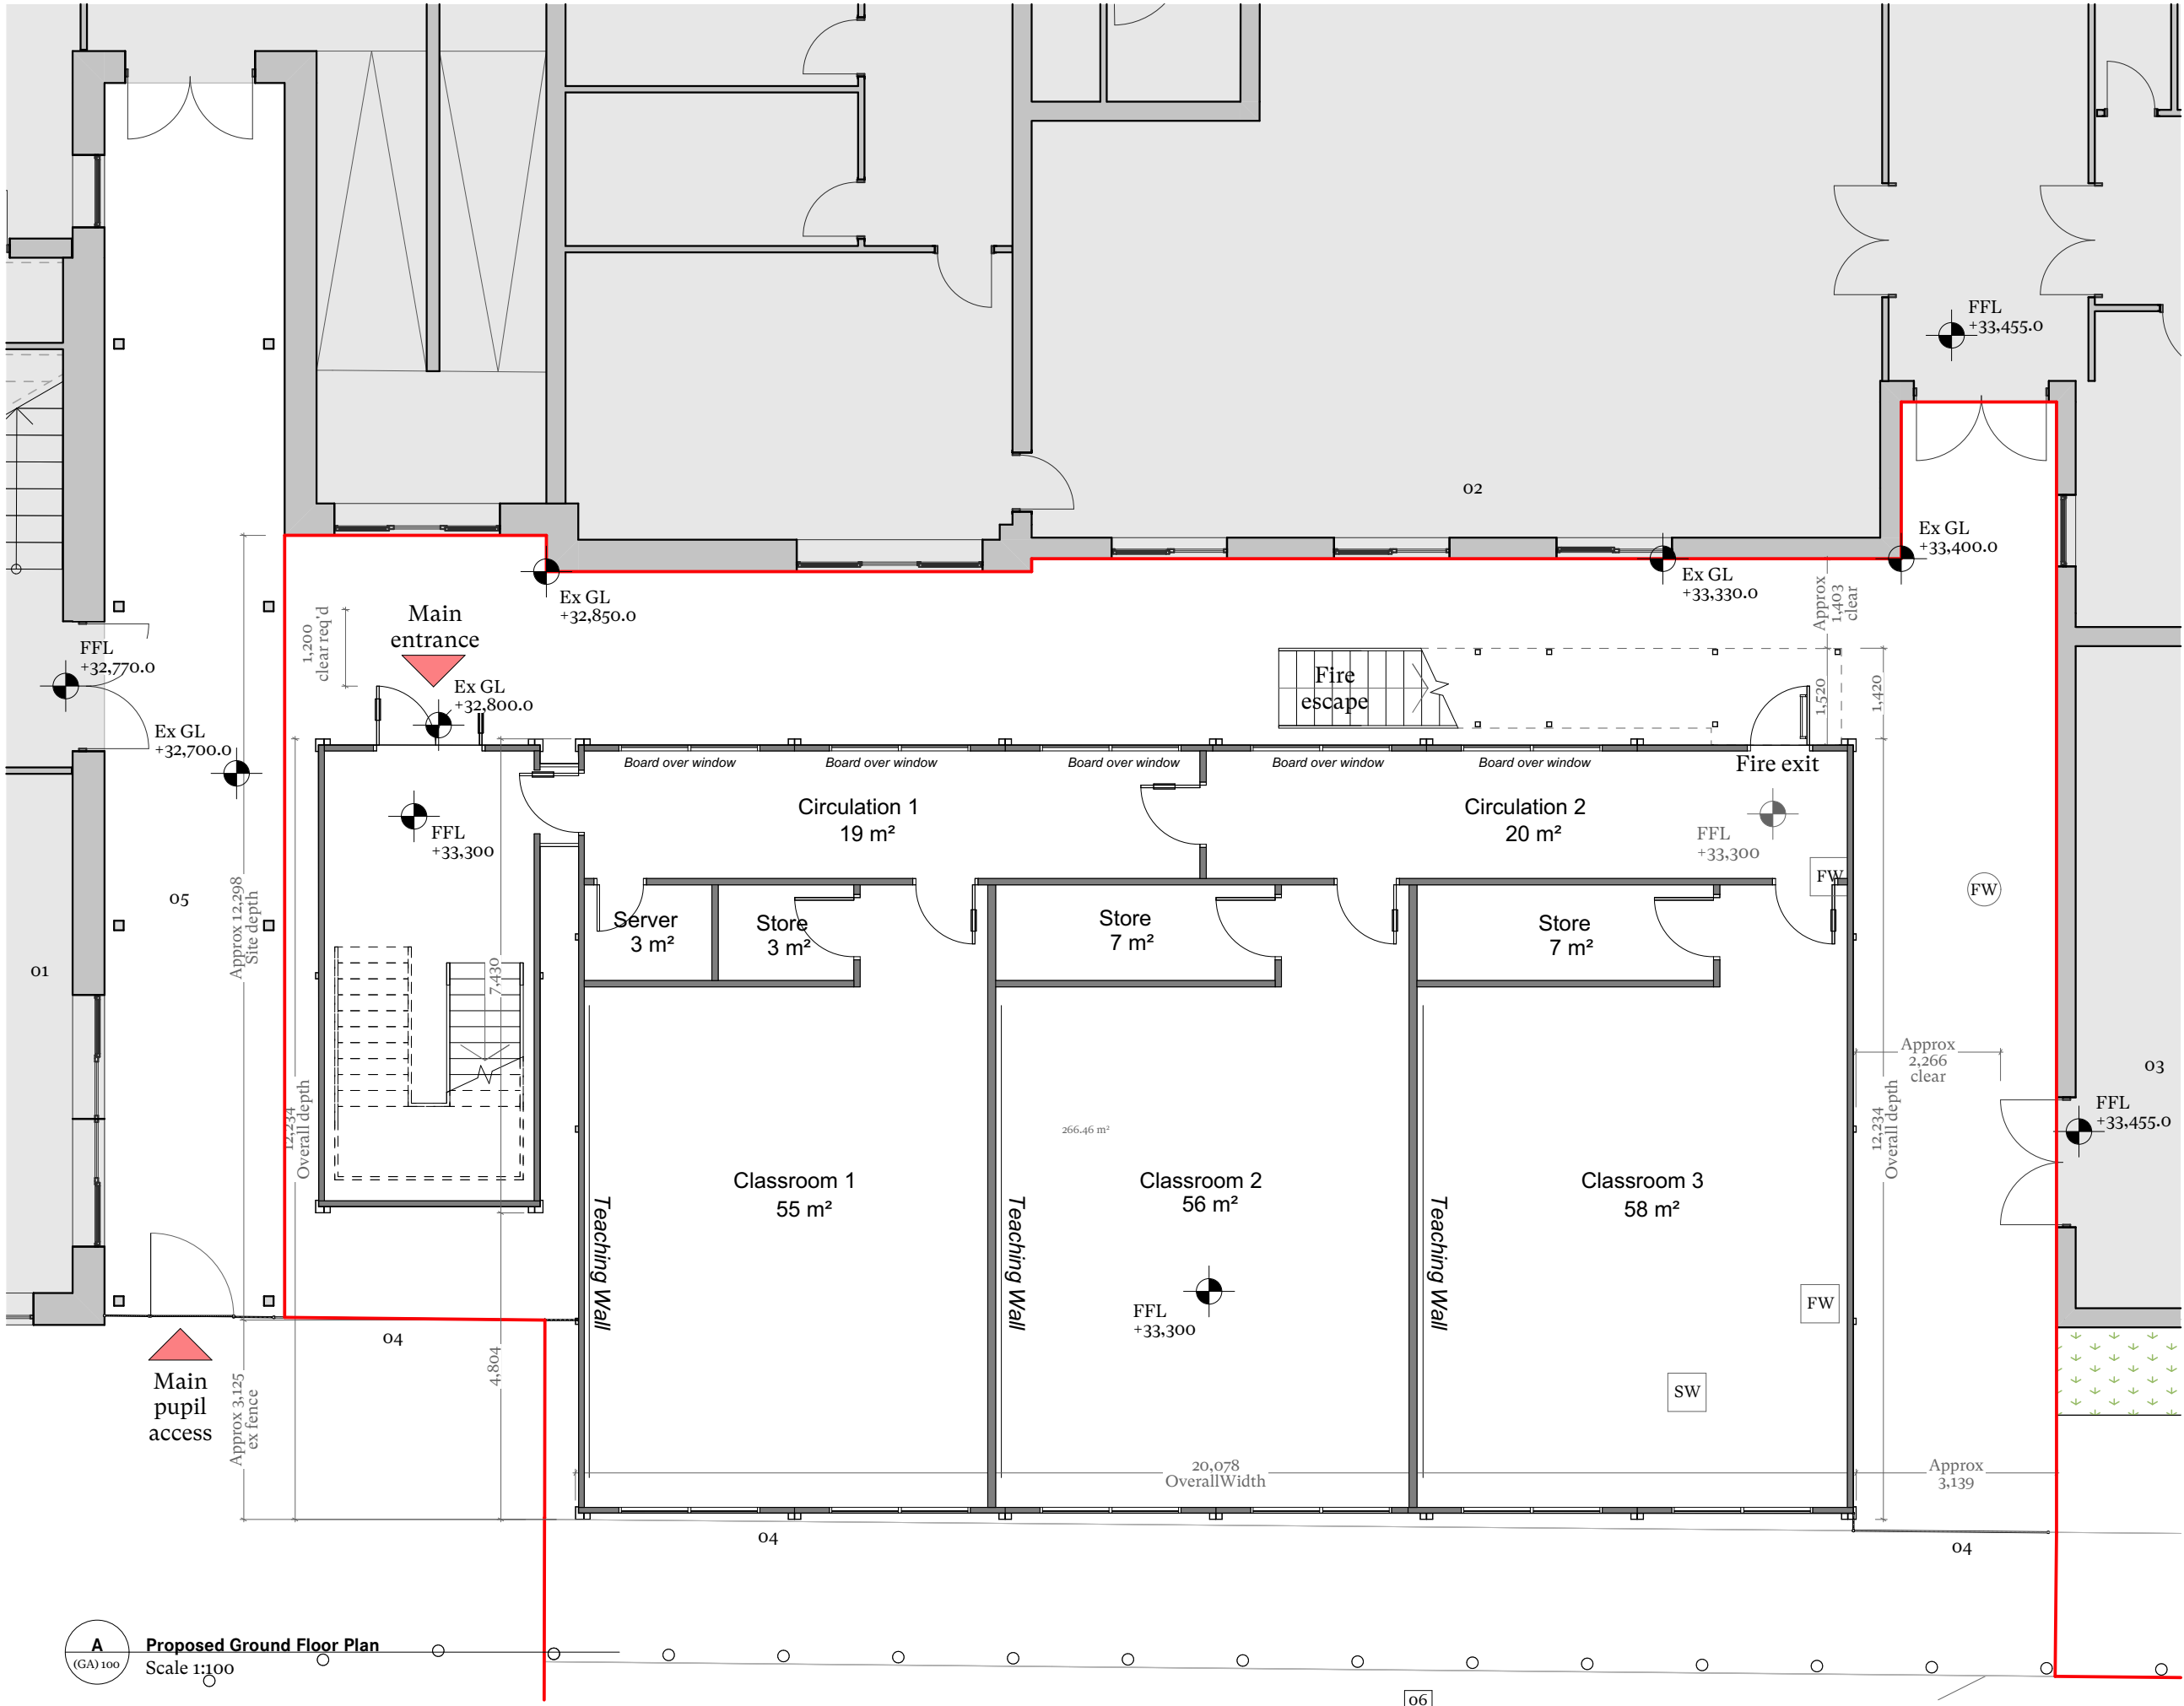 FFL
+33,455.0
02
Ex GL
+33,400.0
Ex GL
+33,330.0
Approx
1,403
clear
Ex GL
+32,850.0
1,200
clear req'd
Main
entrance
FFL
+32,770.0
Ex GL
+32,800.0
Ex GL
+32,700.0
Fire
escape
1,520
1,420
Board over window
Board over window
Board over window
Board over window
Board over window
Fire exit
Circulation 1
19 m²
Circulation 2
20 m²
FFL
+33,300
FFL
+33,300
FW
FW
05
Approx 12,298
Site depth
Server
3 m²
Store
3 m²
Store
7 m²
Store
7 m²
01
7,430
Approx
2,266
clear
03
12,234
Overall depth
12,234
Overall depth
FFL
+33,455.0
266.46 m²
Classroom 1
55 m²
Classroom 2
56 m²
Classroom 3
58 m²
Teaching Wall
Teaching Wall
Teaching Wall
FFL
+33,300
FW
SW
04
4,804
Main
pupil
access
Approx 3,125
ex fence
20,078
OverallWidth
Approx
3,139
04
04
A
(GA) 100
Proposed Ground Floor Plan
Scale 1:100
06